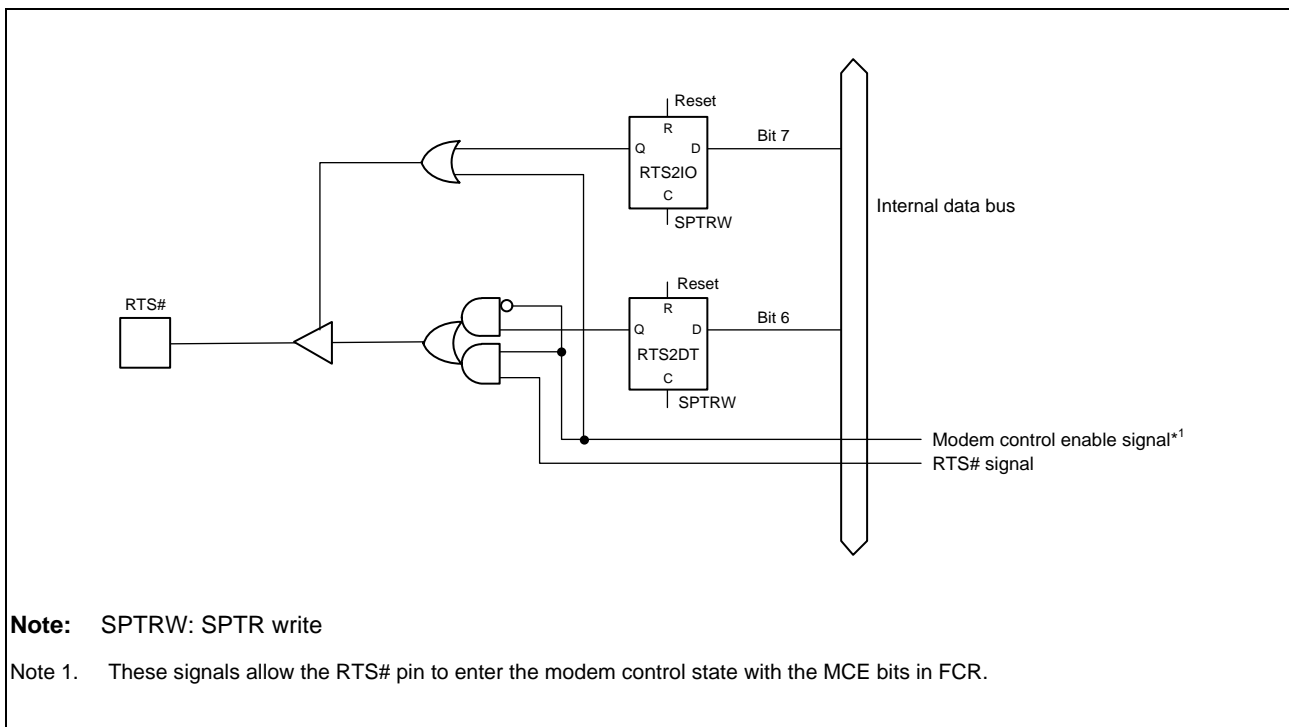 Reset
R
Bit 7
Q D
RTS2IO
C
SPTRW
Internal data bus
Reset
RTS#
R
Bit 6
Q D
RTS2DT
C
SPTRW
Modem control enable signal*1
RTS# signal
Note: SPTRW: SPTR write
Note 1. These signals allow the RTS# pin to enter the modem control state with the MCE bits in FCR.